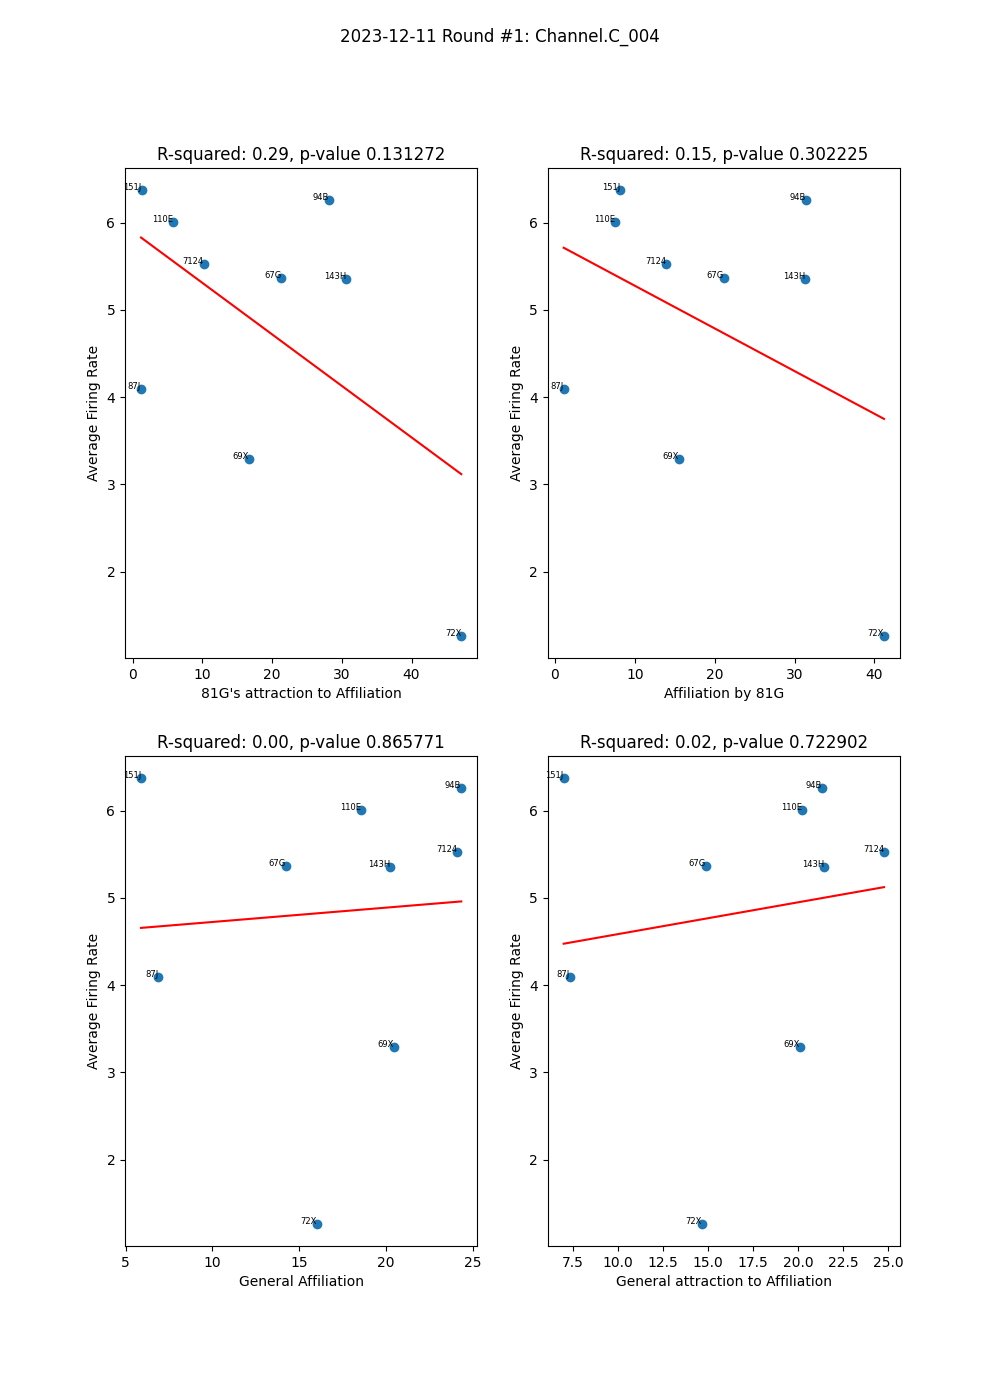 2023-12-11 Round #1: Channel.C_004
R-squared: 0.29, p-value 0.131272
R-squared: 0.15, p-value 0.302225
151J
94B
110E
7124
67G
143H
87J
69X
72X
6
5
4
3
2
Average Firing Rate
0 10 20 30 40
81G's attraction to Affiliation
151J
94B
110E
7124
67G
143H
87J
69X
72X
6
5
4
3
2
Average Firing Rate
0 10 20 30 40
Affiliation by 81G
R-squared: 0.00, p-value 0.865771
R-squared: 0.02, p-value 0.722902
151J
94B
110E
7124
67G
143H
87J
69X
72X
6
5
4
3
2
Average Firing Rate
5 10 15 20 25
General Affiliation
151J
94B
110E
7124
67G
143H
87J
69X
72X
6
5
4
3
2
Average Firing Rate
7.5 10.0 12.5 15.0 17.5 20.0 22.5 25.0
General attraction to Affiliation